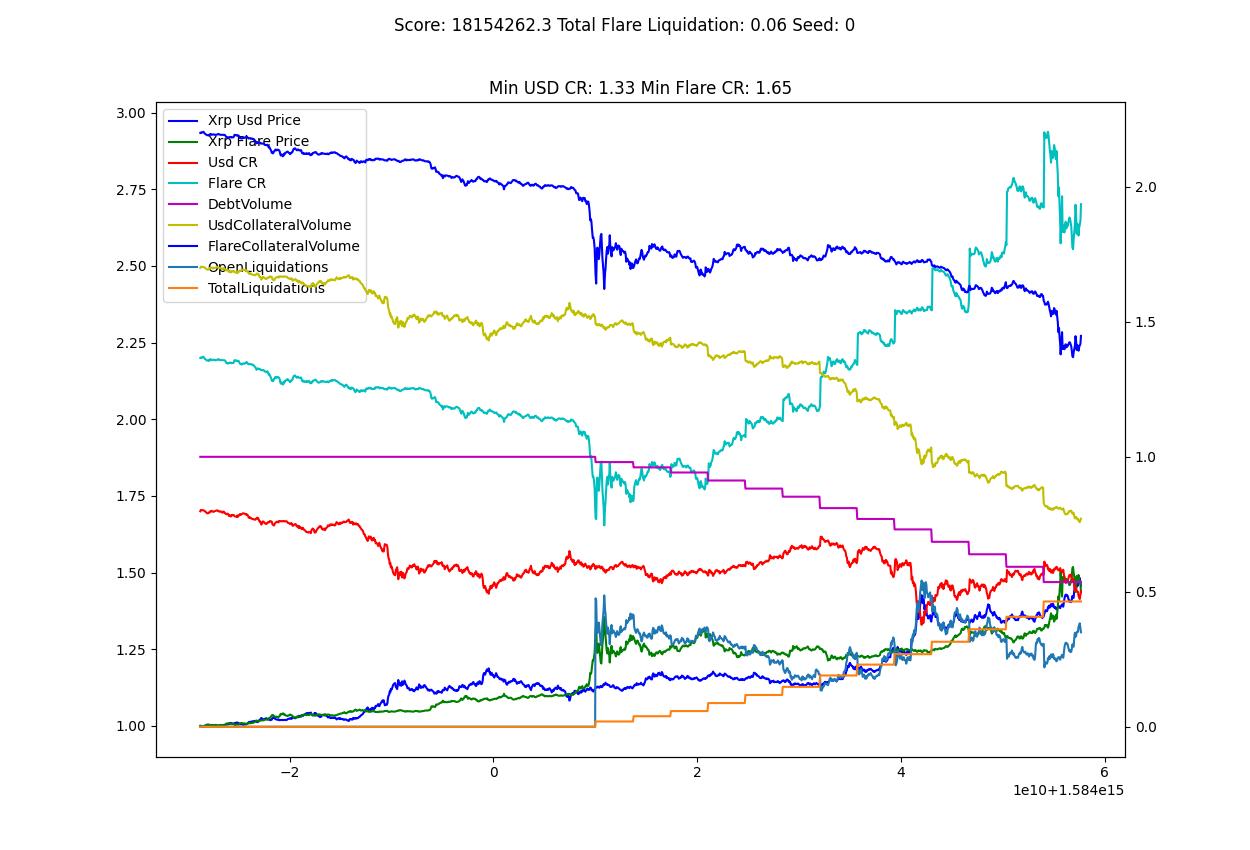 Score: 18154262.3 Total Flare Liquidation: 0.06 Seed: 0
Min USD CR: 1.33 Min Flare CR: 1.65
3.00
2.75
2.50
2.25
2.00
1.75
1.50
1.25
1.00
Xrp Usd Price
Xrp Flare Price
Usd CR
Flare CR
DebtVolume
UsdCollateralVolume
FlareCollateralVolume
OpenLiquidations
TotalLiquidations
2.0
1.5
1.0
0.5
0.0
−2 0 2 4 6
1e10+1.584e15